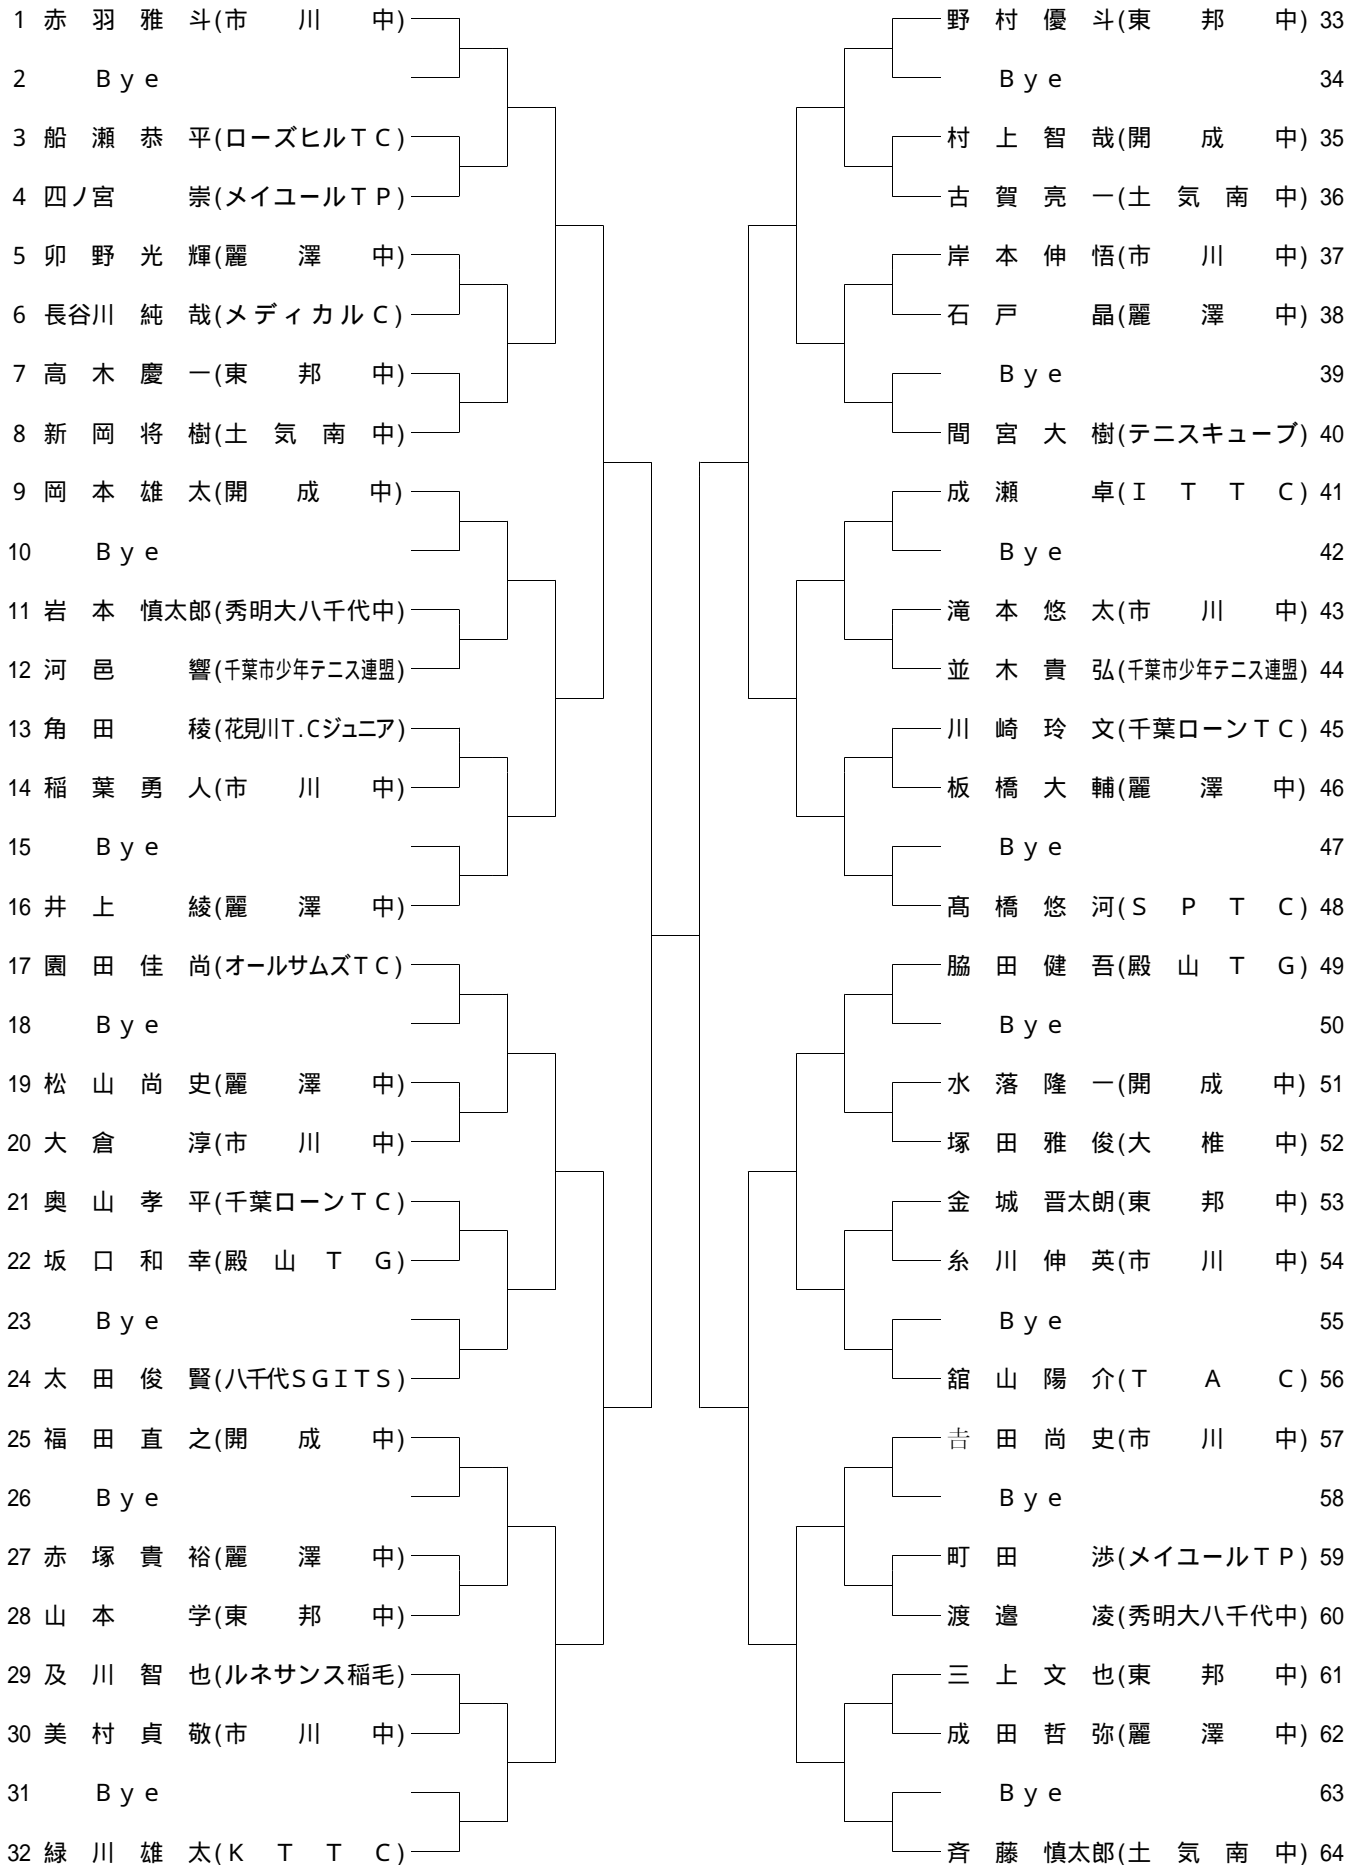 1 赤羽雅斗(市川中)
2 Bye
3 船瀬恭平(ローズヒルTC)
4 四ノ宮崇(メイユールTP)
5 卯野光輝(麗澤中)
6 長谷川純哉(メディカルC)
7 高木慶一(東邦中)
8 新岡将樹(土気南中)
9 岡本雄太(開成中)
10 Bye
11 岩本慎太郎(秀明大八千代中)
12 河邑響(千葉市少年テニス連盟)
13 角田稜(花見川T.Cジュニア)
14 稲葉勇人(市川中)
15 Bye
16 井上綾(麗澤中)
17 園田佳尚(オールサムズTC)
18 Bye
19 松山尚史(麗澤中)
20 大倉淳(市川中)
21 奥山孝平(千葉ローンTC)
22 坂口和幸(殿山TG)
23 Bye
24 太田俊賢(八千代SGITS)
25 福田直之(開成中)
26 Bye
27 赤塚貴裕(麗澤中)
28 山本学(東邦中)
29 及川智也(ルネサンス稲毛)
30 美村貞敬(市川中)
31 Bye
32 緑川雄太(KTTC)
野村優斗(東邦中) 33
Bye 34
村上智哉(開成中) 35
古賀亮一(土気南中) 36
岸本伸悟(市川中) 37
石戸晶(麗澤中) 38
Bye 39
間宮大樹(テニスキューブ) 40
成瀬卓(ITTC) 41
Bye 42
滝本悠太(市川中) 43
並木貴弘(千葉市少年テニス連盟) 44
川崎玲文(千葉ローンTC) 45
板橋大輔(麗澤中) 46
Bye 47
髙橋悠河(SPTC) 48
脇田健吾(殿山TG) 49
Bye 50
水落隆一(開成中) 51
塚田雅俊(大椎中) 52
金城晋太朗(東邦中) 53
糸川伸英(市川中) 54
Bye 55
舘山陽介(TAC) 56
𠮷田尚史(市川中) 57
Bye 58
町田渉(メイユールTP) 59
渡邉凌(秀明大八千代中) 60
三上文也(東邦中) 61
成田哲弥(麗澤中) 62
Bye 63
斉藤慎太郎(土気南中) 64